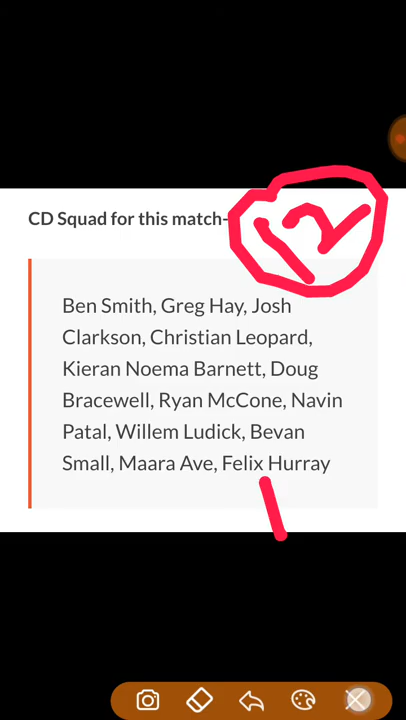 CD Squad for this match-
12
Ben Smith, Greg Hay, Josh
Clarkson, Christian Leopard,
Kieran Noema Barnett, Doug
Bracewell, Ryan McCone, Navin
Patal, Willem Ludick, Bevan
Small, Maara Ave, Felix Hurray